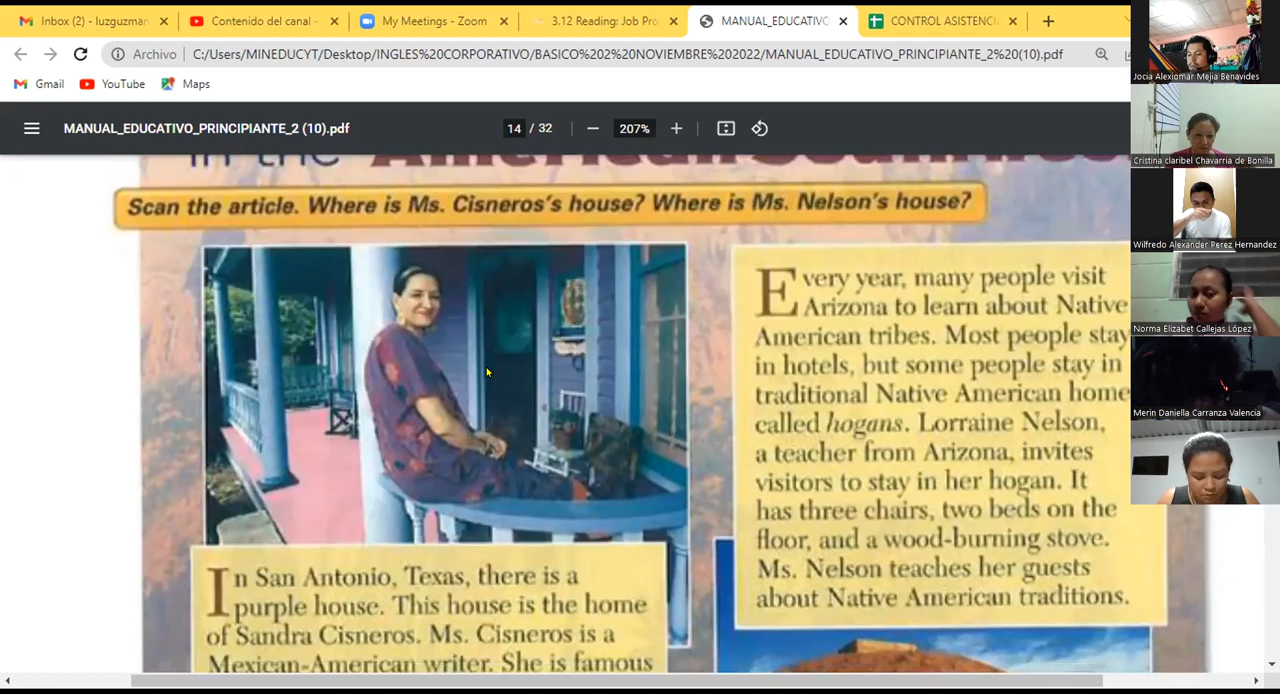 Inbox (2) - luzguzman
Contenido del canal -
My Meetings - Zoom
3.12 Reading: Job Pro
MANUAL_EDUCATIVO
CONTROL ASISTENCI
Archivo
C:/Users/MINEDUCYT/Desktop/INGLES%20CORPORATIVO/BASICO%202%20NOVIEMBRE%202022/MANUAL_EDUCATIVO_PRINCIPIANTE_2%20(10).pdf
Gmail
YouTube
Maps
MANUAL_EDUCATIVO_PRINCIPIANTE_2 (10).pdf
14 / 32
207%
in the American Southwes
Scan the article. Where is Ms. Cisneros's house? Where is Ms. Nelson's house?
Every year, many people visit
Arizona to learn about Native
American tribes. Most people stay
in hotels, but some people stay in
traditional Native American home
called hogans. Lorraine Nelson,
a teacher from Arizona, invites
visitors to stay in her hogan. It
has three chairs, two beds on the
floor, and a wood-burning stove.
Ms. Nelson teaches her guests
about Native American traditions.
In San Antonio, Texas, there is a
purple house. This house is the home
of Sandra Cisneros. Ms. Cisneros is a
Mexican-American writer. She is famous
Jocia Alexiomar Mejia Benavides
Cristina claribel Chavarria de Bonilla
Wilfredo Alexander Perez Hernandez
Norma Elizabet Callejas López
Merin Daniella Carranza Valencia